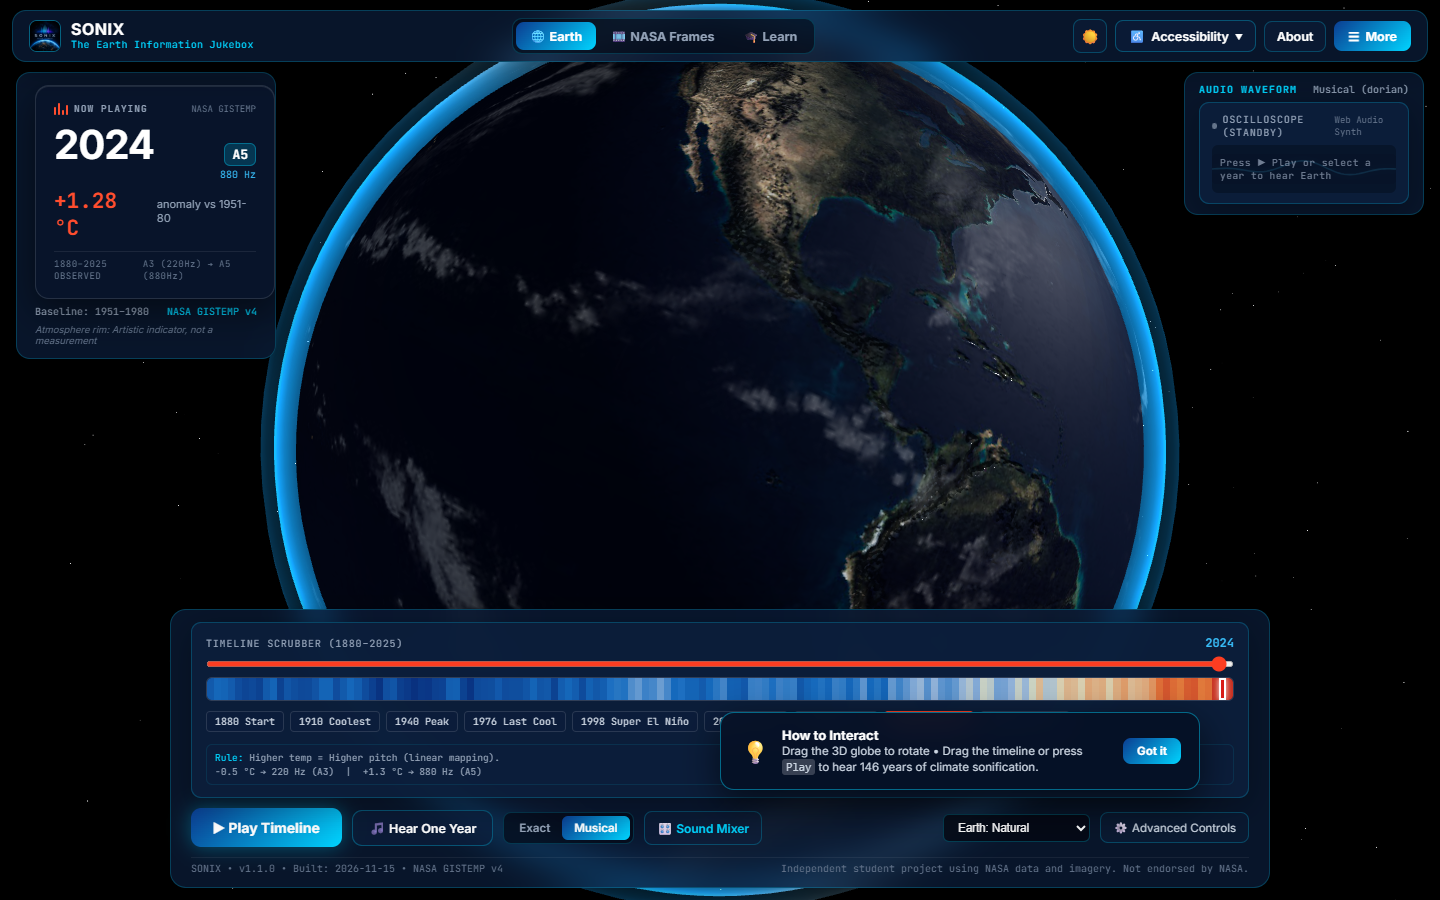 SONIX
The Earth Information Jukebox
Earth
NASA Frames
Learn
Accessibility ▼
About
☰ More
NOW PLAYING
NASA GISTEMP
2024
A5
880 Hz
+1.28 °C
anomaly vs 1951-80
1880–2025 OBSERVED
A3 (220Hz) → A5 (880Hz)
Baseline: 1951–1980
NASA GISTEMP v4
Atmosphere rim: Artistic indicator, not a measurement
AUDIO WAVEFORM
Musical (dorian)
OSCILLOSCOPE (STANDBY)
Web Audio Synth
Press ▶ Play or select a year to hear Earth
TIMELINE SCRUBBER (1880–2025)
2024
1880 Start
1910 Coolest
1940 Peak
1976 Last Cool
1998 Super El Niño
How to Interact
Drag the 3D globe to rotate • Drag the timeline or press
Play to hear 146 years of climate sonification.
Got it
Rule: Higher temp = Higher pitch (linear mapping).
-0.5 °C → 220 Hz (A3) | +1.3 °C → 880 Hz (A5)
▶ Play Timeline
Hear One Year
Exact
Musical
Sound Mixer
Earth: Natural
Advanced Controls
SONIX • v1.1.0 • Built: 2026-11-15 • NASA GISTEMP v4
Independent student project using NASA data and imagery. Not endorsed by NASA.